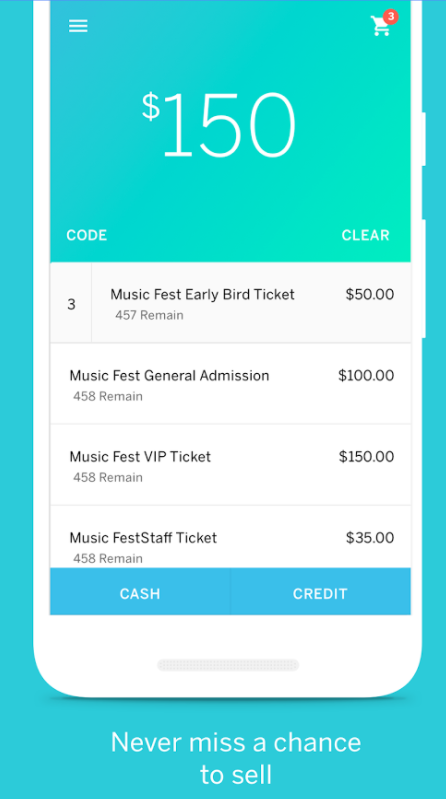 3
$150
CODE CLEAR
3 Music Fest Early Bird Ticket $50.00
457 Remain
Music Fest General Admission $100.00
458 Remain
Music Fest VIP Ticket $150.00
458 Remain
Music FestStaff Ticket $35.00
458 Remain
CASH CREDIT
Never miss a chance
to sell